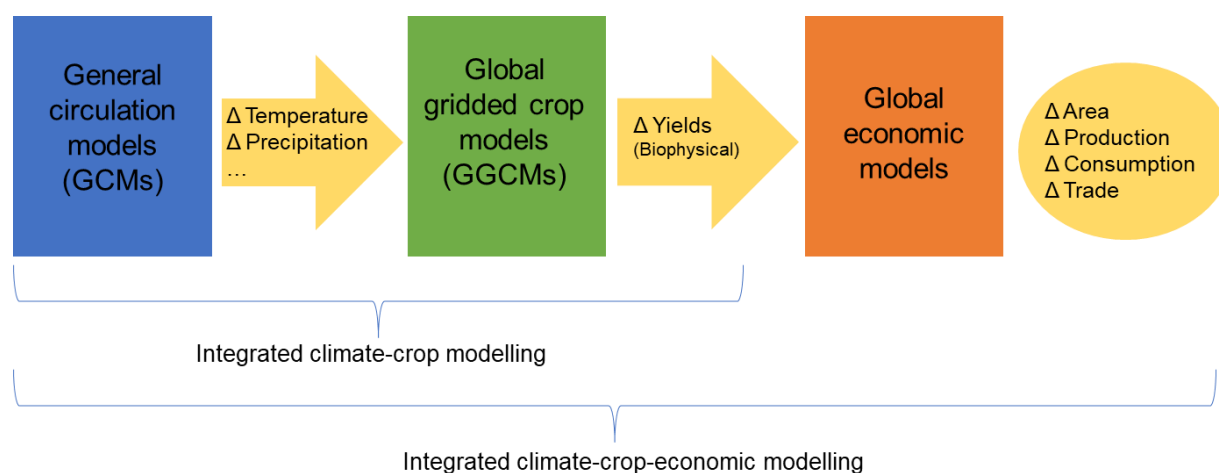 General
circulation
models
(GCMs)
Δ Temperature
Δ Precipitation
…
Global
gridded crop
models
(GGCMs)
Δ Yields
(Biophysical)
Global
economic
models
Δ Area
Δ Production
Δ Consumption
Δ Trade
Integrated climate-crop modelling
Integrated climate-crop-economic modelling